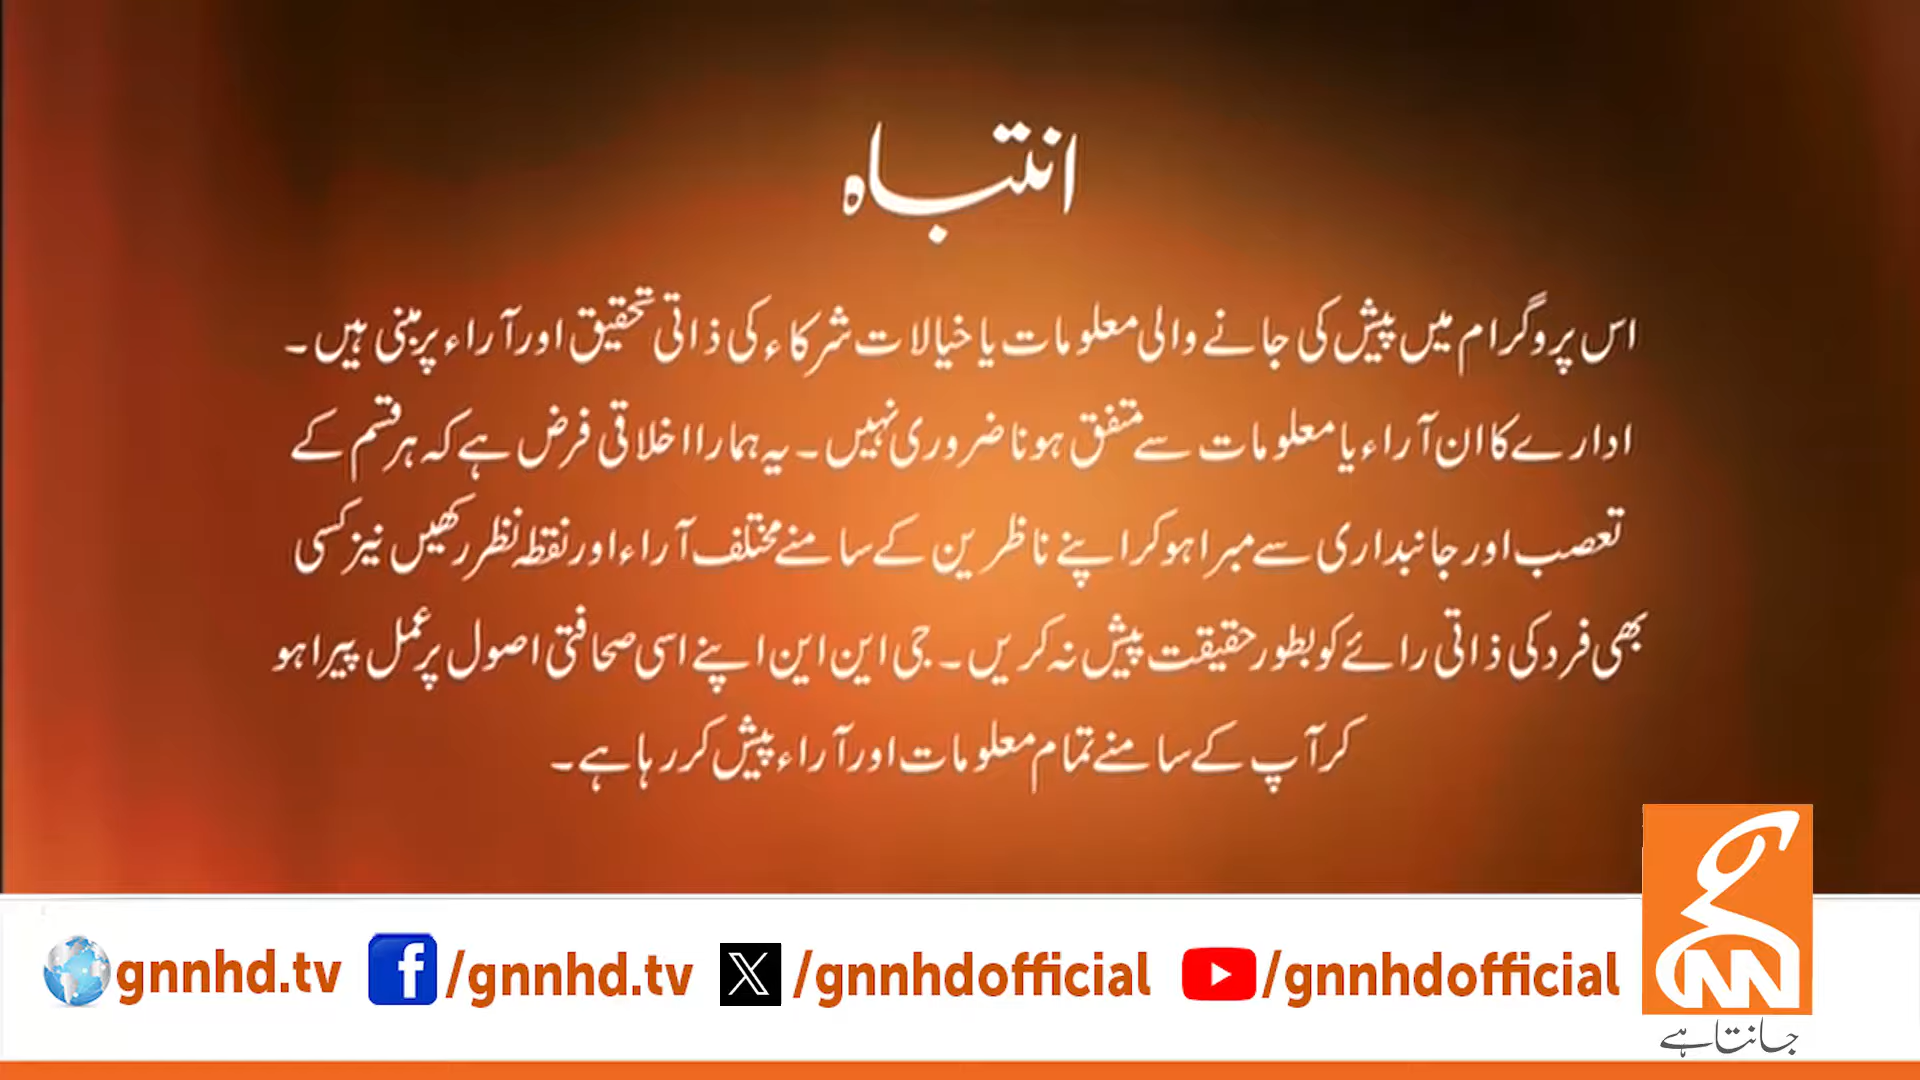 انتباہ
اس پروگرام میں پیش کی جانے والی معلومات یا خیالات شرکاء کی ذاتی تحقیق اور آراء پر مبنی ہیں۔
ادارے کا ان آراء یا معلومات سے متفق ہونا ضروری نہیں۔ یہ ہمارا اخلاقی فرض ہے کہ ہر قسم کے
تعصب اور جانبداری سے مبرا ہو کر اپنے ناظرین کے سامنے مختلف آراء اور نقطہ نظر رکھیں نیز کسی
بھی فرد کی ذاتی رائے کو بطور حقیقت پیش نہ کریں۔ جی این این اپنے اسی صحافتی اصول پر عمل پیرا ہو
کر آپ کے سامنے تمام معلومات اور آراء پیش کر رہا ہے۔
gnnhd.tv /gnnhd.tv /gnnhdofficial /gnnhdofficial
GNN
جانتا ہے